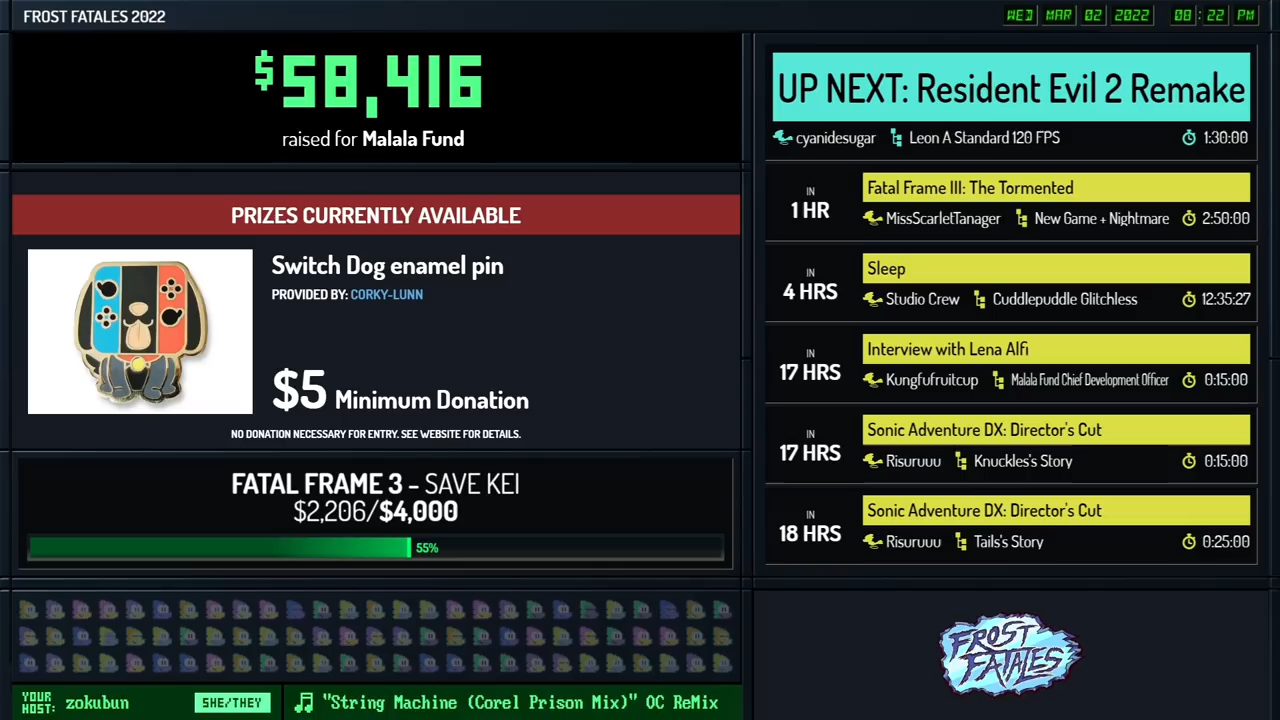 FROST FATALES 2022
WED MAR 02 2022 08:22 PM
$58,416
raised for Malala Fund
PRIZES CURRENTLY AVAILABLE
Switch Dog enamel pin
PROVIDED BY: CORKY-LUNN
$5 Minimum Donation
NO DONATION NECESSARY FOR ENTRY. SEE WEBSITE FOR DETAILS.
FATAL FRAME 3 - SAVE KEI
$2,206/$4,000
55%
YOUR HOST: zokubun SHE/THEY
"String Machine (Corel Prison Mix)" OC ReMix
UP NEXT: Resident Evil 2 Remake
cyanidesugar Leon A Standard 120 FPS 1:30:00
IN 1 HR
Fatal Frame III: The Tormented
MissScarletTanager New Game + Nightmare 2:50:00
IN 4 HRS
Sleep
Studio Crew Cuddlepuddle Glitchless 12:35:27
IN 17 HRS
Interview with Lena Alfi
Kungfufruitcup Malala Fund Chief Development Officer 0:15:00
IN 17 HRS
Sonic Adventure DX: Director's Cut
Risuruuu Knuckles's Story 0:15:00
IN 18 HRS
Sonic Adventure DX: Director's Cut
Risuruuu Tails's Story 0:25:00
FROST
FATALES